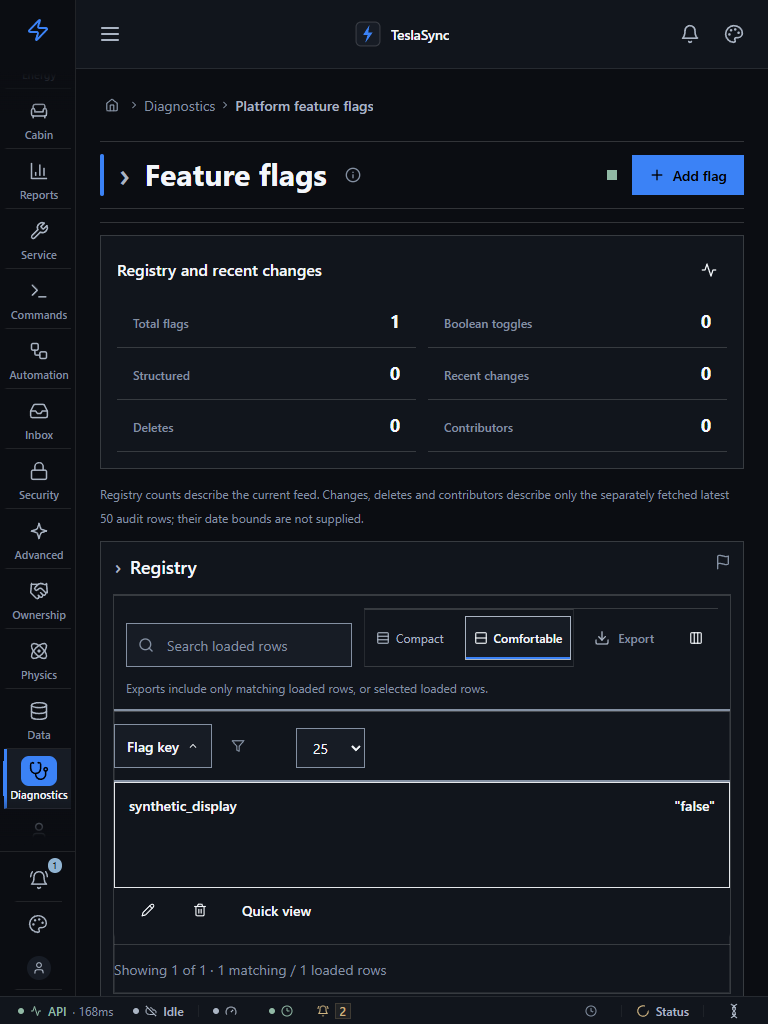 TeslaSync
Energy
Cabin
Reports
Service
Commands
Automation
Inbox
Security
Advanced
Ownership
Physics
Data
Diagnostics
1
Diagnostics
Platform feature flags
Feature flags
Add flag
Registry and recent changes
Total flags 1
Boolean toggles 0
Structured 0
Recent changes 0
Deletes 0
Contributors 0
Registry counts describe the current feed. Changes, deletes and contributors describe only the separately fetched latest
50 audit rows; their date bounds are not supplied.
Registry
Search loaded rows
Compact
Comfortable
Export
Exports include only matching loaded rows, or selected loaded rows.
Flag key
25
synthetic_display "false"
Quick view
Showing 1 of 1 · 1 matching / 1 loaded rows
API · 168ms
Idle
2
Status